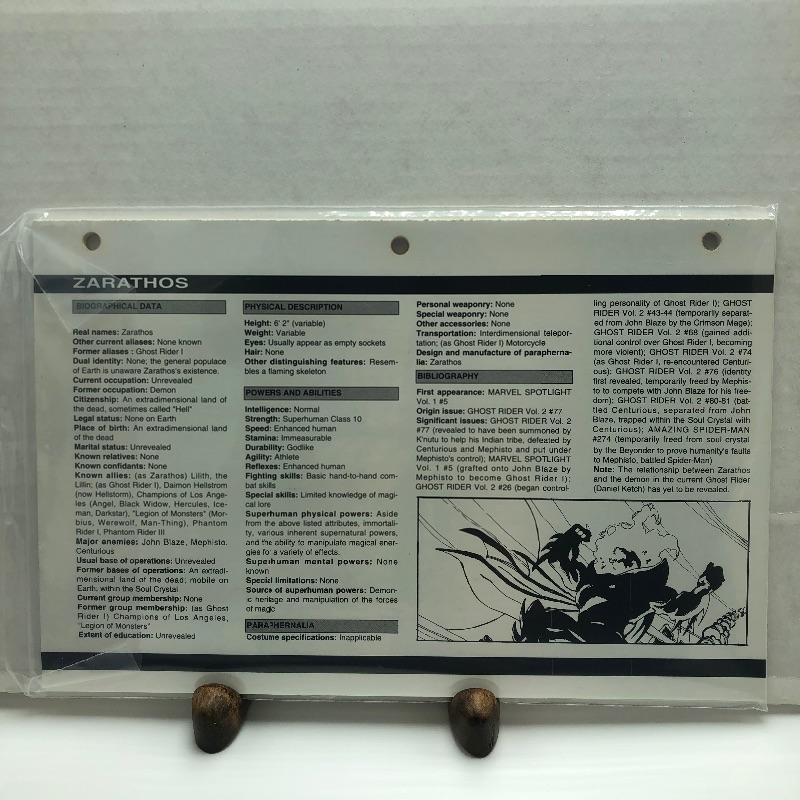 ZARATHOS
BIOGRAPHICAL DATA
Real names: Zarathos
Other current aliases: None known
Former aliases : Ghost Rider I
Dual identity: None; the general populace
of Earth is unaware Zarathos's existence.
Current occupation: Unrevealed
Former occupation: Demon
Citizenship: An extradimensional land of
the dead, sometimes called "Hell"
Legal status: None on Earth
Place of birth: An extradimensional land
of the dead
Marital status: Unrevealed
Known relatives: None
Known confidants: None
Known allies: (as Zarathos) Lilith, the
Lilin; (as Ghost Rider I), Daimon Hellstrom
(now Hellstorm), Champions of Los Ange-
les (Angel, Black Widow, Hercules, Ice-
man, Darkstar), "Legion of Monsters" (Mor-
bius, Werewolf, Man-Thing), Phantom
Rider I, Phantom Rider III
Major enemies: John Blaze, Mephisto,
Centurious
Usual base of operations: Unrevealed
Former bases of operations: An extradi-
mensional land of the dead; mobile on
Earth; within the Soul Crystal
Current group membership: None
Former group membership: (as Ghost
Rider I) Champions of Los Angeles,
"Legion of Monsters"
Extent of education: Unrevealed
PHYSICAL DESCRIPTION
Height: 6' 2" (variable)
Weight: Variable
Eyes: Usually appear as empty sockets
Hair: None
Other distinguishing features: Resem-
bles a flaming skeleton
POWERS AND ABILITIES
Intelligence: Normal
Strength: Superhuman Class 10
Speed: Enhanced human
Stamina: Immeasurable
Durability: Godlike
Agility: Athlete
Reflexes: Enhanced human
Fighting skills: Basic hand-to-hand com-
bat skills
Special skills: Limited knowledge of magi-
cal lore
Superhuman physical powers: Aside
from the above listed attributes, immortali-
ty, various inherent supernatural powers,
and the ability to manipulate magical ener-
gies for a variety of effects.
Superhuman mental powers: None
known
Special limitations: None
Source of superhuman powers: Demon-
ic heritage and manipulation of the forces
of magic
PARAPHERNALIA
Costume specifications: Inapplicable
Personal weaponry: None
Special weaponry: None
Other accessories: None
Transportation: Interdimensional telepor-
tation; (as Ghost Rider I) Motorcycle
Design and manufacture of parapherna-
lia: Zarathos
BIBLIOGRAPHY
First appearance: MARVEL SPOTLIGHT
Vol. 1 #5
Origin issue: GHOST RIDER Vol. 2 #77
Significant issues: GHOST RIDER Vol. 2
#77 (revealed to have been summoned by
K'nutu to help his Indian tribe, defeated by
Centurious and Mephisto and put under
Mephisto's control); MARVEL SPOTLIGHT
Vol. 1 #5 (grafted onto John Blaze by
Mephisto to become Ghost Rider I);
GHOST RIDER Vol. 2 #26 (began control-
ling personality of Ghost Rider I); GHOST
RIDER Vol. 2 #43-44 (temporarily separat-
ed from John Blaze by the Crimson Mage);
GHOST RIDER Vol. 2 #68 (gained addi-
tional control over Ghost Rider I, becoming
more violent); GHOST RIDER Vol. 2 #74
(as Ghost Rider I, re-encountered Centuri-
ous); GHOST RIDER Vol. 2 #76 (identity
first revealed, temporarily freed by Mephis-
to to compete with John Blaze for his free-
dom); GHOST RIDER Vol. 2 #80-81 (bat-
tled Centurious, separated from John
Blaze, trapped within the Soul Crystal with
Centurious); AMAZING SPIDER-MAN
#274 (temporarily freed from soul crystal
by the Beyonder to prove humanity's faults
to Mephisto, battled Spider-Man)
Note: The relationship between Zarathos
and the demon in the current Ghost Rider
(Daniel Ketch) has yet to be revealed.